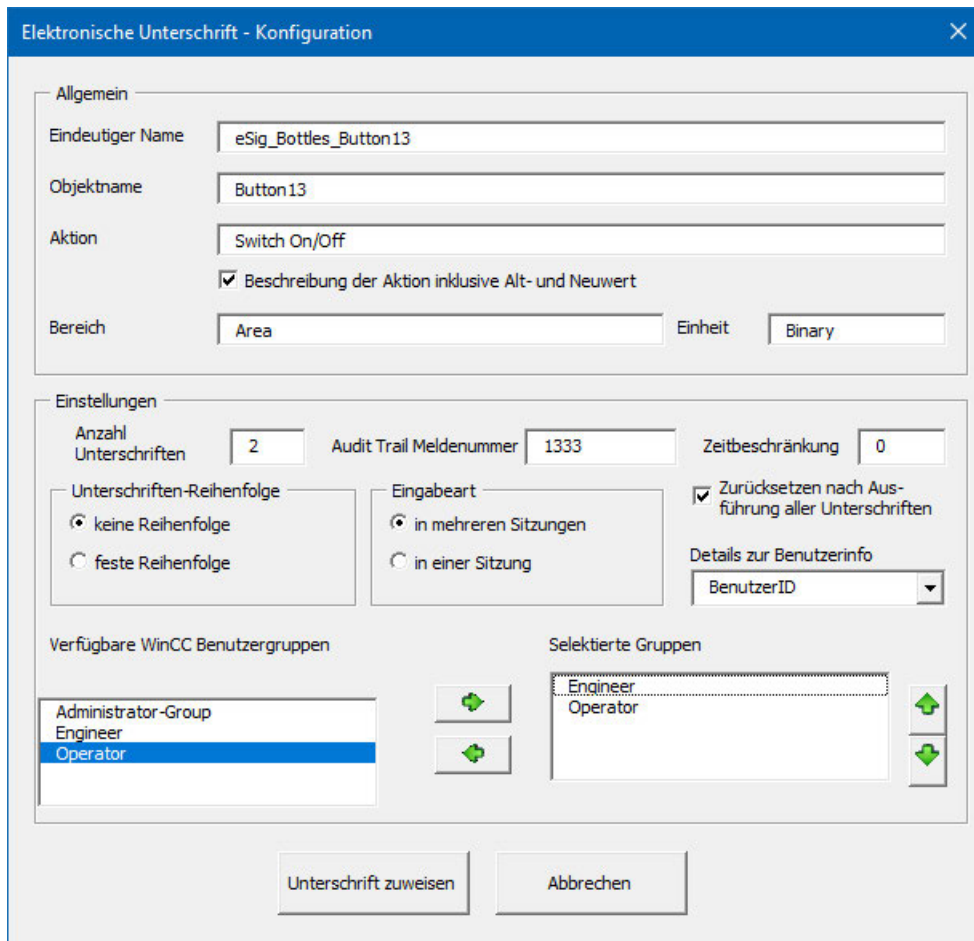 Elektronische Unterschrift - Konfiguration
Allgemein
Eindeutiger Name eSig_Bottles_Button13
Objektname Button13
Aktion Switch On/Off
Beschreibung der Aktion inklusive Alt- und Neuwert
Bereich Area Einheit Binary
Einstellungen
Anzahl
Unterschriften 2 Audit Trail Meldenummer 1333 Zeitbeschränkung 0
Unterschriften-Reihenfolge Eingabeart Zurücksetzen nach Aus-
führung aller Unterschriften
keine Reihenfolge in mehreren Sitzungen
feste Reihenfolge in einer Sitzung Details zur Benutzerinfo
BenutzerID
Verfügbare WinCC Benutzergruppen Selektierte Gruppen
Administrator-Group
Engineer
Operator
Engineer
Operator
Unterschrift zuweisen Abbrechen